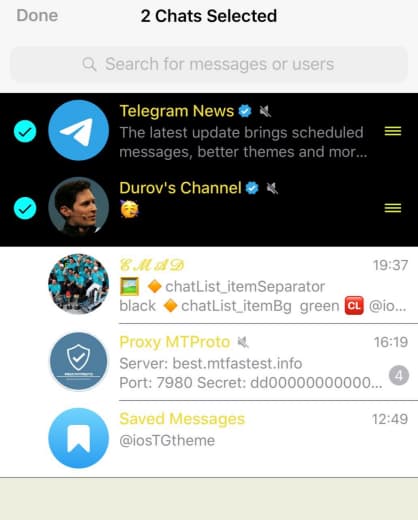 Done
2 Chats Selected
Search for messages or users
Telegram News
The latest update brings scheduled
messages, better themes and mor...
Durov's Channel
ℰℳ𝒜𝒟
19:37
chatList_itemSeparator
black 🔶 chatList_itemBg green CL @io...
Proxy MTProto
16:19
Server: best.mtfastest.info
Port: 7980 Secret: dd00000000000...
4
Saved Messages
12:49
@iosTGtheme